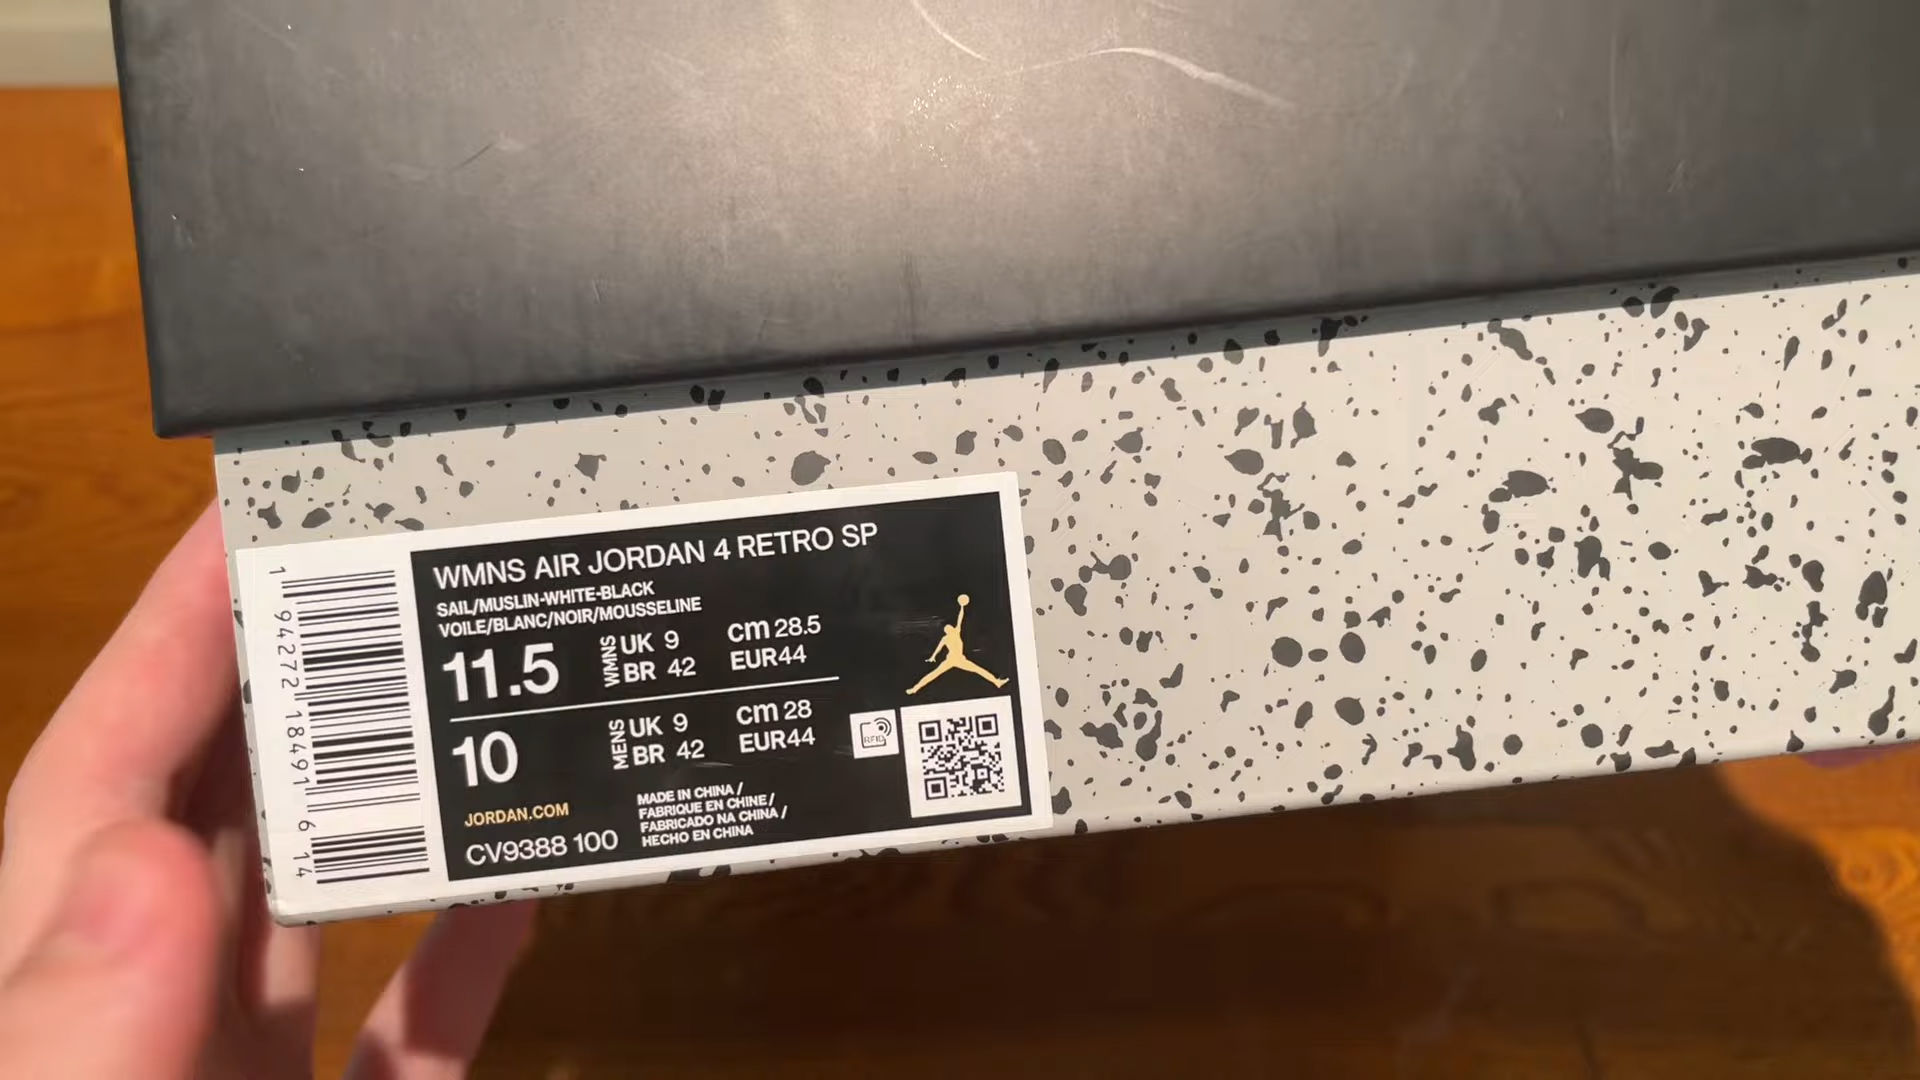 WMNS AIR JORDAN 4 RETRO SP
SAIL/MUSLIN-WHITE-BLACK
VOILE/BLANC/NOIR/MOUSSELINE
11.5 WMNS UK 9 cm 28.5
BR 42 EUR44
10 MENS UK 9 cm 28
BR 42 EUR44
RFID
JORDAN.COM
CV9388 100
MADE IN CHINA /
FABRIQUE EN CHINE/
FABRICADO NA CHINA /
HECHO EN CHINA
1 94272 18491 6 14